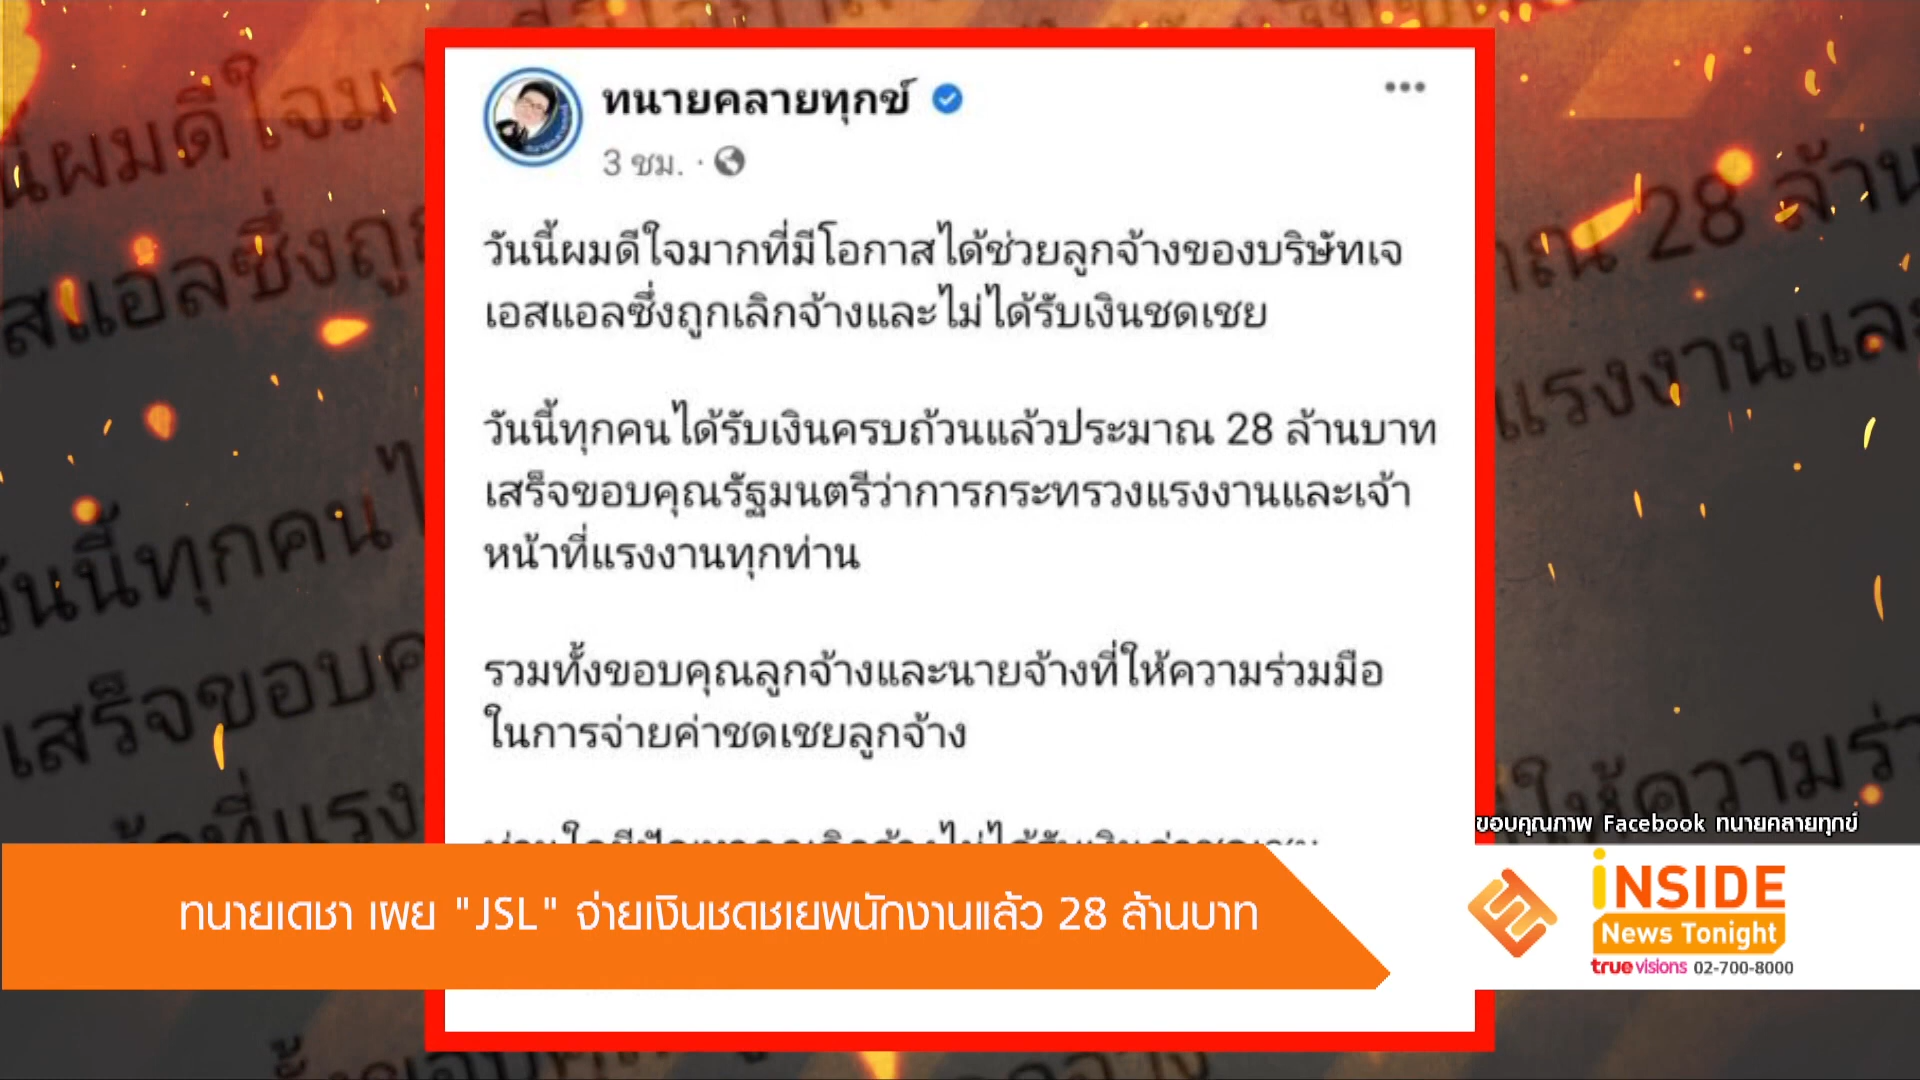 ทนายคลายทุกข์
3 ชม.
วันนี้ผมดีใจมากที่มีโอกาสได้ช่วยลูกจ้างของบริษัทเจ
เอสแอลซึ่งถูกเลิกจ้างและไม่ได้รับเงินชดเชย
วันนี้ทุกคนได้รับเงินครบถ้วนแล้วประมาณ 28 ล้านบาท
เสร็จขอบคุณรัฐมนตรีว่าการกระทรวงแรงงานและเจ้า
หน้าที่แรงงานทุกท่าน
รวมทั้งขอบคุณลูกจ้างและนายจ้างที่ให้ความร่วมมือ
ในการจ่ายค่าชดเชยลูกจ้าง
ขอบคุณภาพ Facebook ทนายคลายทุกข์
ทนายเดชา เผย "JSL" จ่ายเงินชดชเยพนักงานแล้ว 28 ล้านบาท
iNSIDE
News Tonight
truevisions 02-700-8000